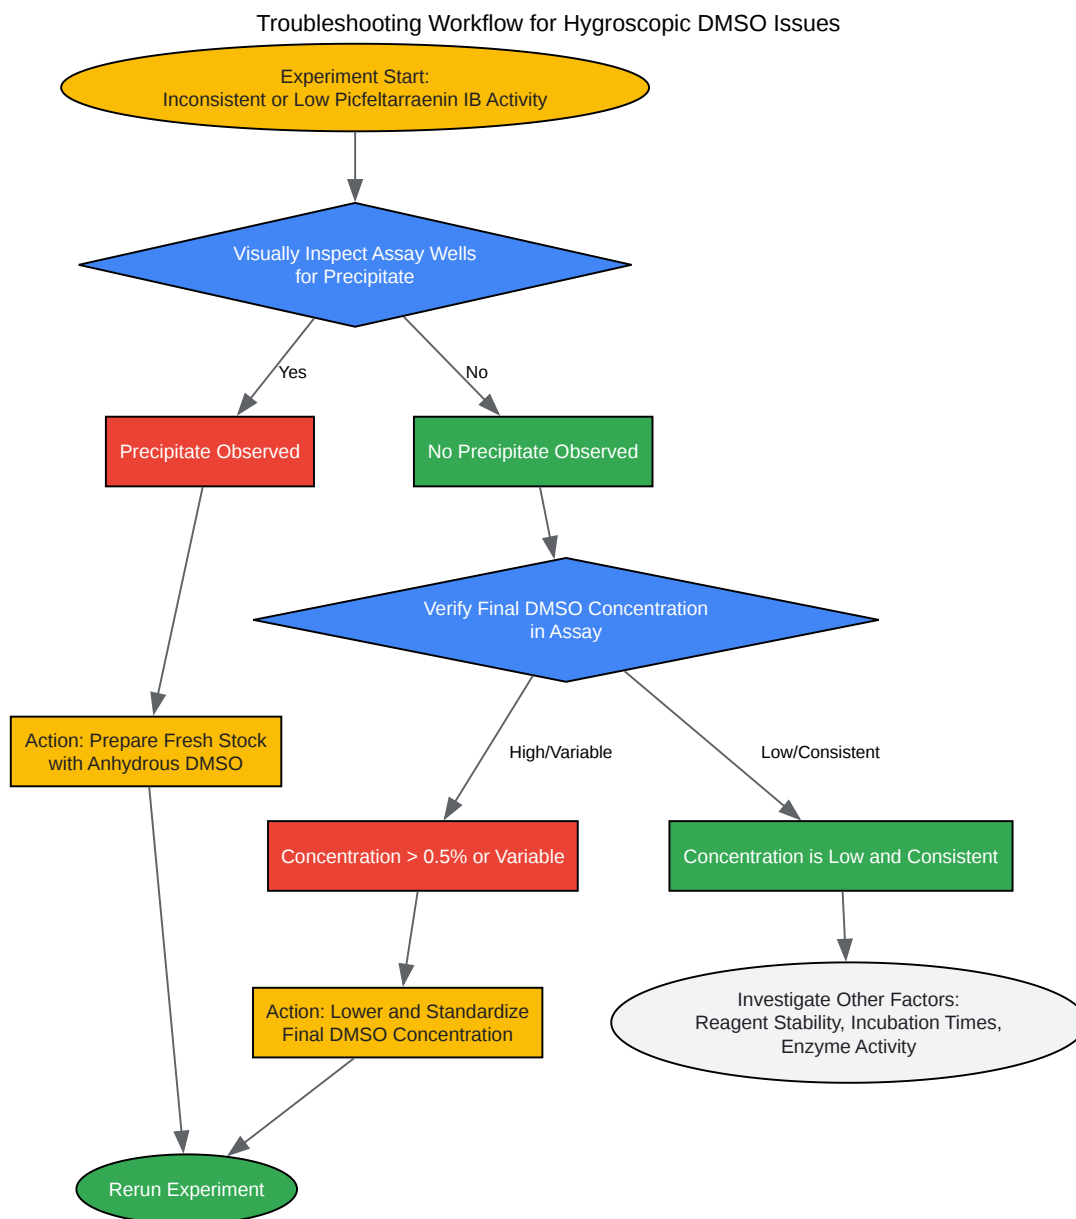 Troubleshooting Workflow for Hygroscopic DMSO Issues
Experiment Start:
Inconsistent or Low Picfeltarraenin IB Activity
Visually Inspect Assay Wells
for Precipitate
Yes
No
Precipitate Observed
No Precipitate Observed
Verify Final DMSO Concentration
in Assay
Action: Prepare Fresh Stock
with Anhydrous DMSO
High/Variable
Low/Consistent
Concentration > 0.5% or Variable
Concentration is Low and Consistent
Action: Lower and Standardize
Final DMSO Concentration
Investigate Other Factors:
Reagent Stability, Incubation Times,
Enzyme Activity
Rerun Experiment